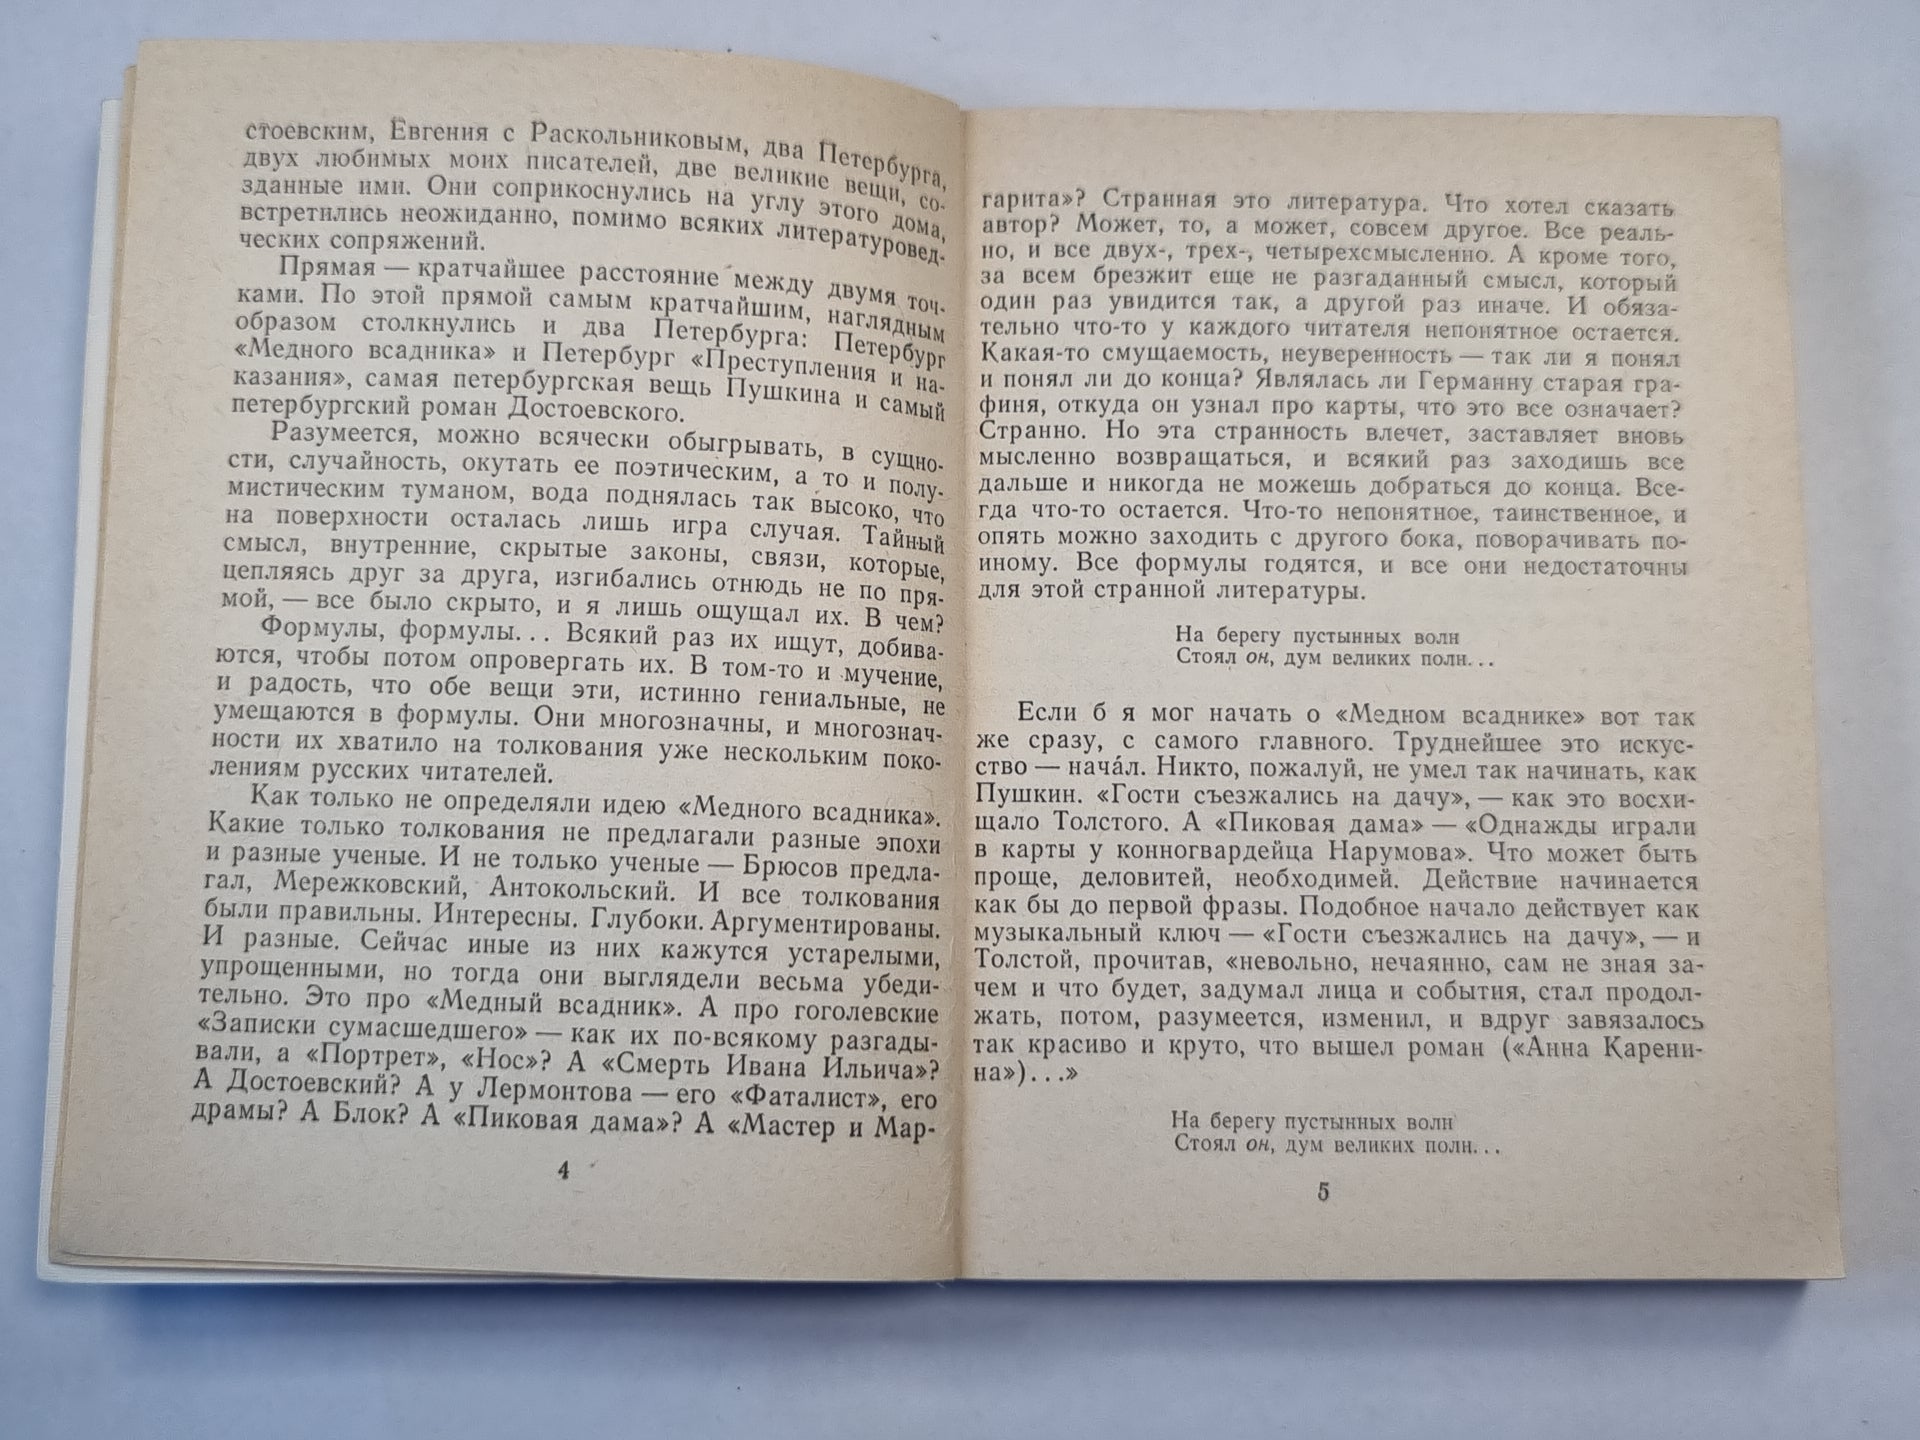 стоевским, Евгения с Раскольниковым, два Петербурга,
двух любимых моих писателей, две великие вещи, со-
зданные ими. Они соприкоснулись на углу этого дома,
встретились неожиданно, помимо всяких литературовед-
ческих сопряжений.
Прямая — кратчайшее расстояние между двумя точ-
ками. По этой прямой самым кратчайшим, наглядным
образом столкнулись и два Петербурга: Петербург
«Медного всадника» и Петербург «Преступления и на-
казания», самая петербургская вещь Пушкина и самый
петербургский роман Достоевского.
Разумеется, можно всячески обыгрывать, в сущно-
сти, случайность, окутать ее поэтическим, а то и полу-
мистическим туманом, вода поднялась так высоко, что
на поверхности осталась лишь игра случая. Тайный
смысл, внутренние, скрытые законы, связи, которые,
цепляясь друг за друга, изгибались отнюдь не по пря-
мой, — все было скрыто, и я лишь ощущал их. В чем?
Формулы, формулы... Всякий раз их ищут, добива-
ются, чтобы потом опровергать их. В том-то и мучение,
и радость, что обе вещи эти, истинно гениальные, не
умещаются в формулы. Они многозначны, и многознач-
ности их хватило на толкования уже нескольким поко-
лениям русских читателей.
Как только не определяли идею «Медного всадника».
Какие только толкования не предлагали разные эпохи
и разные ученые. И не только ученые — Брюсов предла-
гал, Мережковский, Антокольский. И все толкования
были правильны. Интересны. Глубоки. Аргументированы.
И разные. Сейчас иные из них кажутся устарелыми,
упрощенными, но тогда они выглядели весьма убеди-
тельно. Это про «Медный всадник». А про гоголевские
«Записки сумасшедшего» — как их по-всякому разгады-
вали, а «Портрет», «Нос»? А «Смерть Ивана Ильича»?
А Достоевский? А у Лермонтова — его «Фаталист», его
драмы? А Блок? А «Пиковая дама»? А «Мастер и Мар-
4
гарита»? Странная это литература. Что хотел сказать
автор? Может, то, а может, совсем другое. Все реаль-
но, и все двух-, трех-, четырехсмысленно. А кроме того,
за всем брезжит еще не разгаданный смысл, который
один раз увидится так, а другой раз иначе. И обяза-
тельно что-то у каждого читателя непонятное остается.
Какая-то смущаемость, неуверенность — так ли я понял
и понял ли до конца? Являлась ли Германну старая гра-
финя, откуда он узнал про карты, что это все означает?
Странно. Но эта странность влечет, заставляет вновь
мысленно возвращаться, и всякий раз заходишь все
дальше и никогда не можешь добраться до конца. Все-
гда что-то остается. Что-то непонятное, таинственное, и
опять можно заходить с другого бока, поворачивать по-
иному. Все формулы годятся, и все они недостаточны
для этой странной литературы.
На берегу пустынных волн
Стоял он, дум великих полн...
Если б я мог начать о «Медном всаднике» вот так
же сразу, с самого главного. Труднейшее это искус-
ство — нача́л. Никто, пожалуй, не умел так начинать, как
Пушкин. «Гости съезжались на дачу», — как это восхи-
щало Толстого. А «Пиковая дама» — «Однажды играли
в карты у конногвардейца Нарумова». Что может быть
проще, деловитей, необходимей. Действие начинается
как бы до первой фразы. Подобное начало действует как
музыкальный ключ — «Гости съезжались на дачу», — и
Толстой, прочитав, «невольно, нечаянно, сам не зная за-
чем и что будет, задумал лица и события, стал продол-
жать, потом, разумеется, изменил, и вдруг завязалось
так красиво и круто, что вышел роман («Анна Карени-
на»)...»
На берегу пустынных волн
Стоял он, дум великих полн...
5